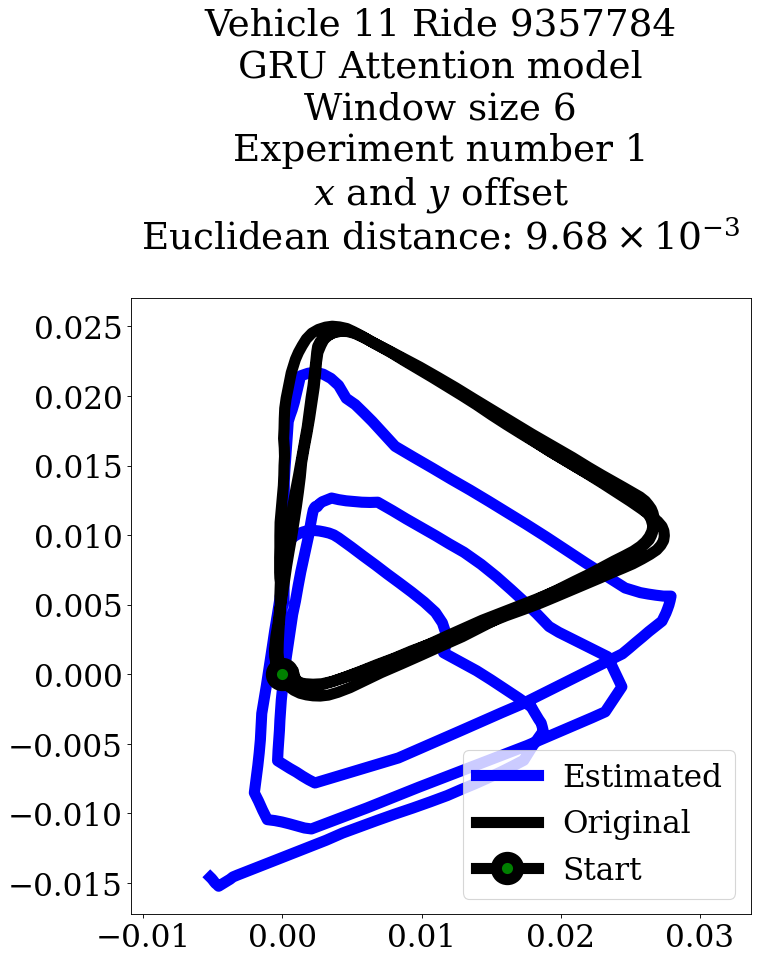 Vehicle 11 Ride 9357784
GRU Attention model
Window size 6
Experiment number 1
x and y offset
Euclidean distance: 9.68 × 10⁻³
0.025
0.020
0.015
0.010
0.005
0.000
−0.005
−0.010
−0.015
Estimated
Original
Start
−0.01 0.00 0.01 0.02 0.03